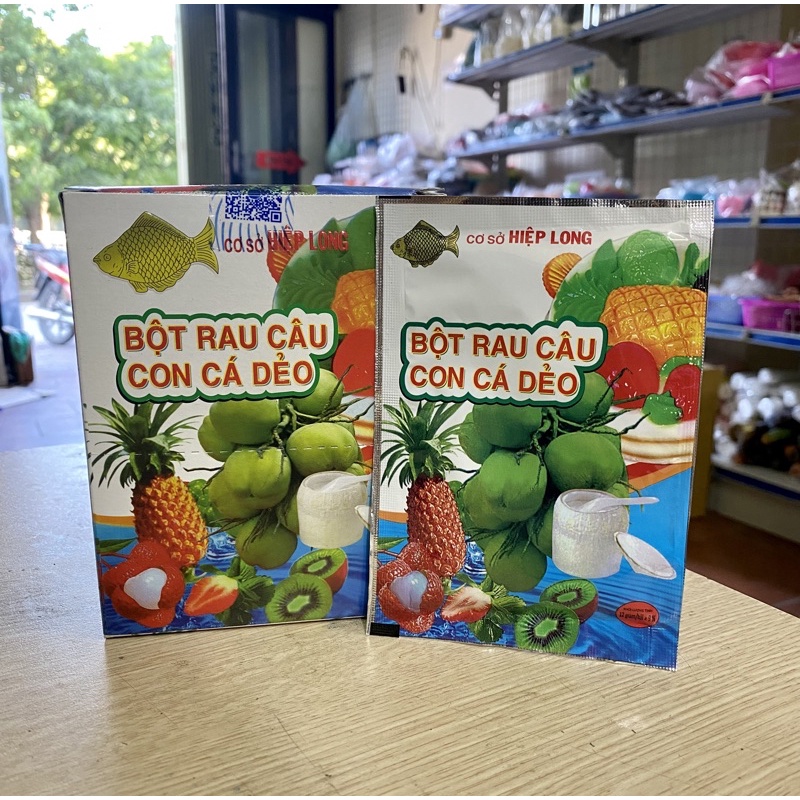 CƠ SỞ HIỆP LONG
BỘT RAU CÂU
CON CÁ DẺO
CƠ SỞ HIỆP LONG
BỘT RAU CÂU
CON CÁ DẺO